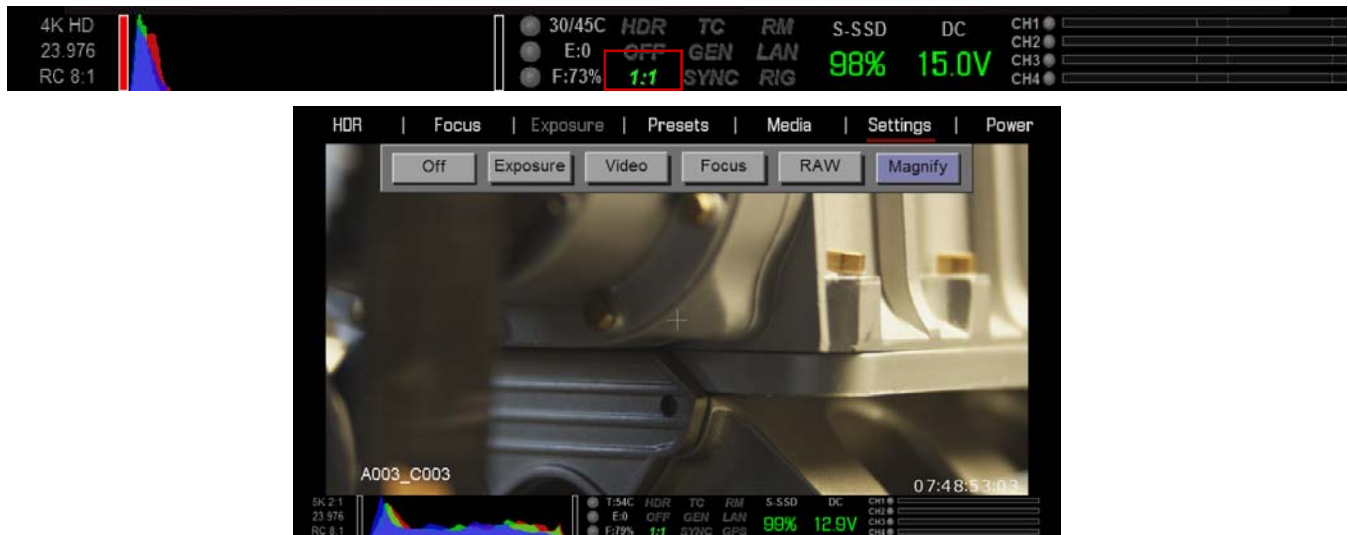 4K HD 30/45C HDR TC RM S-SSD DC CH1
23.976 E:0 OFF GEN LAN 98% 15.0V CH2
RC 8:1 F:73% 1:1 SYNC RIG CH3
CH4
HDR | Focus | Exposure | Presets | Media | Settings | Power
Off Exposure Video Focus RAW Magnify
A003_C003 07:48:53:03
5K 2:1 T:54C HDR TC RM S-SSD DC CH1
23.976 E:0 OFF GEN LAN 99% 12.9V CH2
RC 8:1 F:79% 1:1 SYNC GPS CH3
CH4